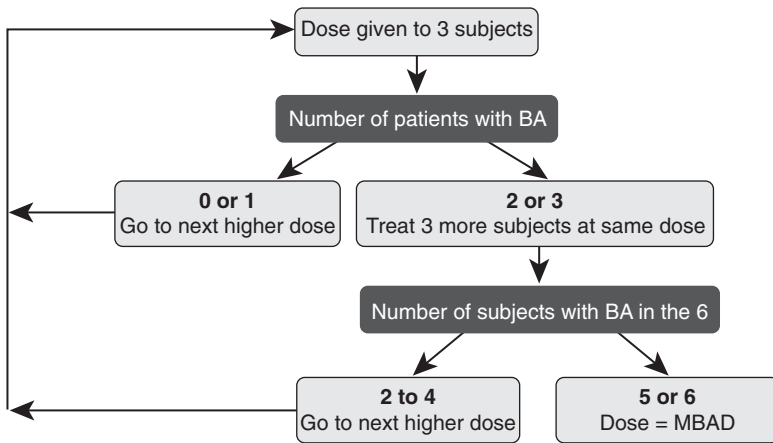 Dose given to 3 subjects
Number of patients with BA
0 or 1
Go to next higher dose
2 or 3
Treat 3 more subjects at same dose
Number of subjects with BA in the 6
2 to 4
Go to next higher dose
5 or 6
Dose = MBAD